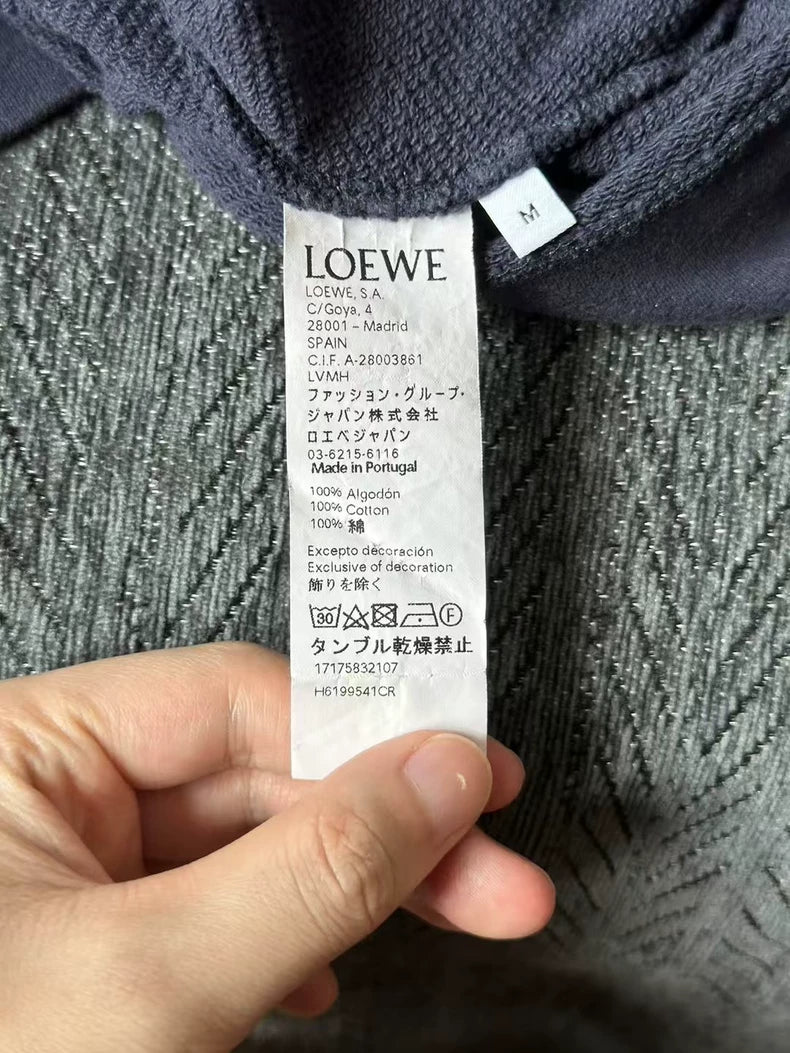 M
LOEWE
LOEWE, S.A.
C/Goya, 4
28001 – Madrid
SPAIN
C.I.F. A-28003861
LVMH
ファッション・グループ・
ジャパン株式会社
ロエベジャパン
03-6215-6116
Made in Portugal
100% Algodón
100% Cotton
100% 綿
Excepto decoración
Exclusive of decoration
飾りを除く
30 F
タンブル乾燥禁止
17175832107
H6199541CR